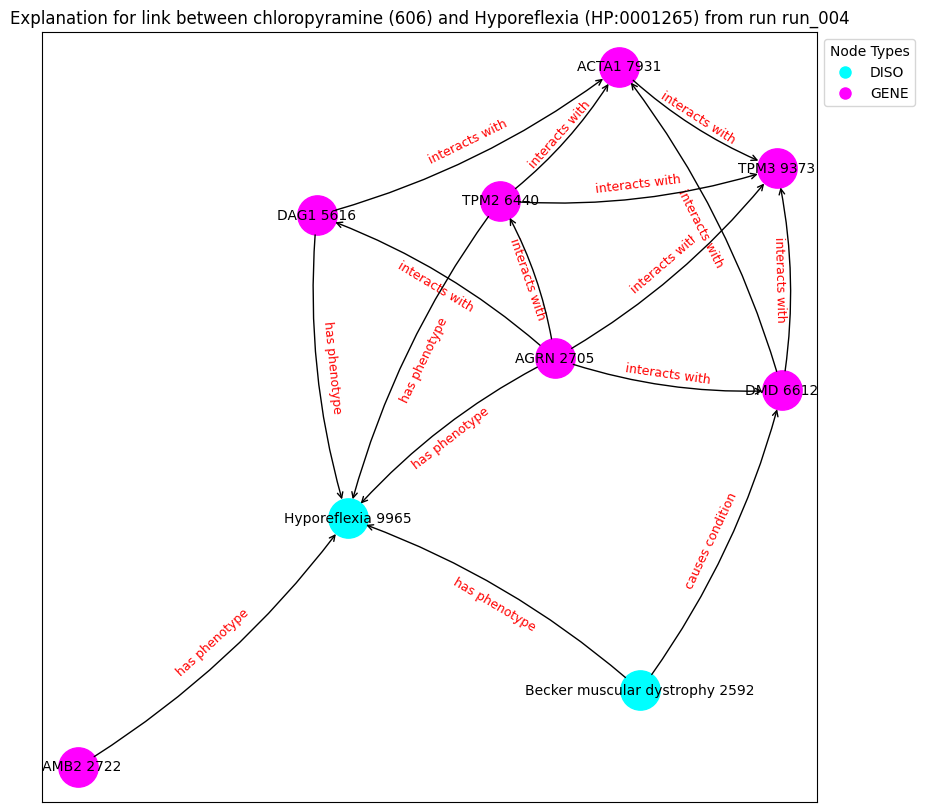 Explanation for link between chloropyramine (606) and Hyporeflexia (HP:0001265) from run run_004
Node Types
DISO
GENE
ACTA1 7931
interacts with
interacts with
interacts with
TPM3 9373
interacts with
TPM2 6440
DAG1 5616
interacts with
interacts with
interacts with
interacts with
interacts with
has phenotype
has phenotype
AGRN 2705
interacts with
DMD 6612
has phenotype
Hyporeflexia 9965
causes condition
has phenotype
has phenotype
Becker muscular dystrophy 2592
AMB2 2722